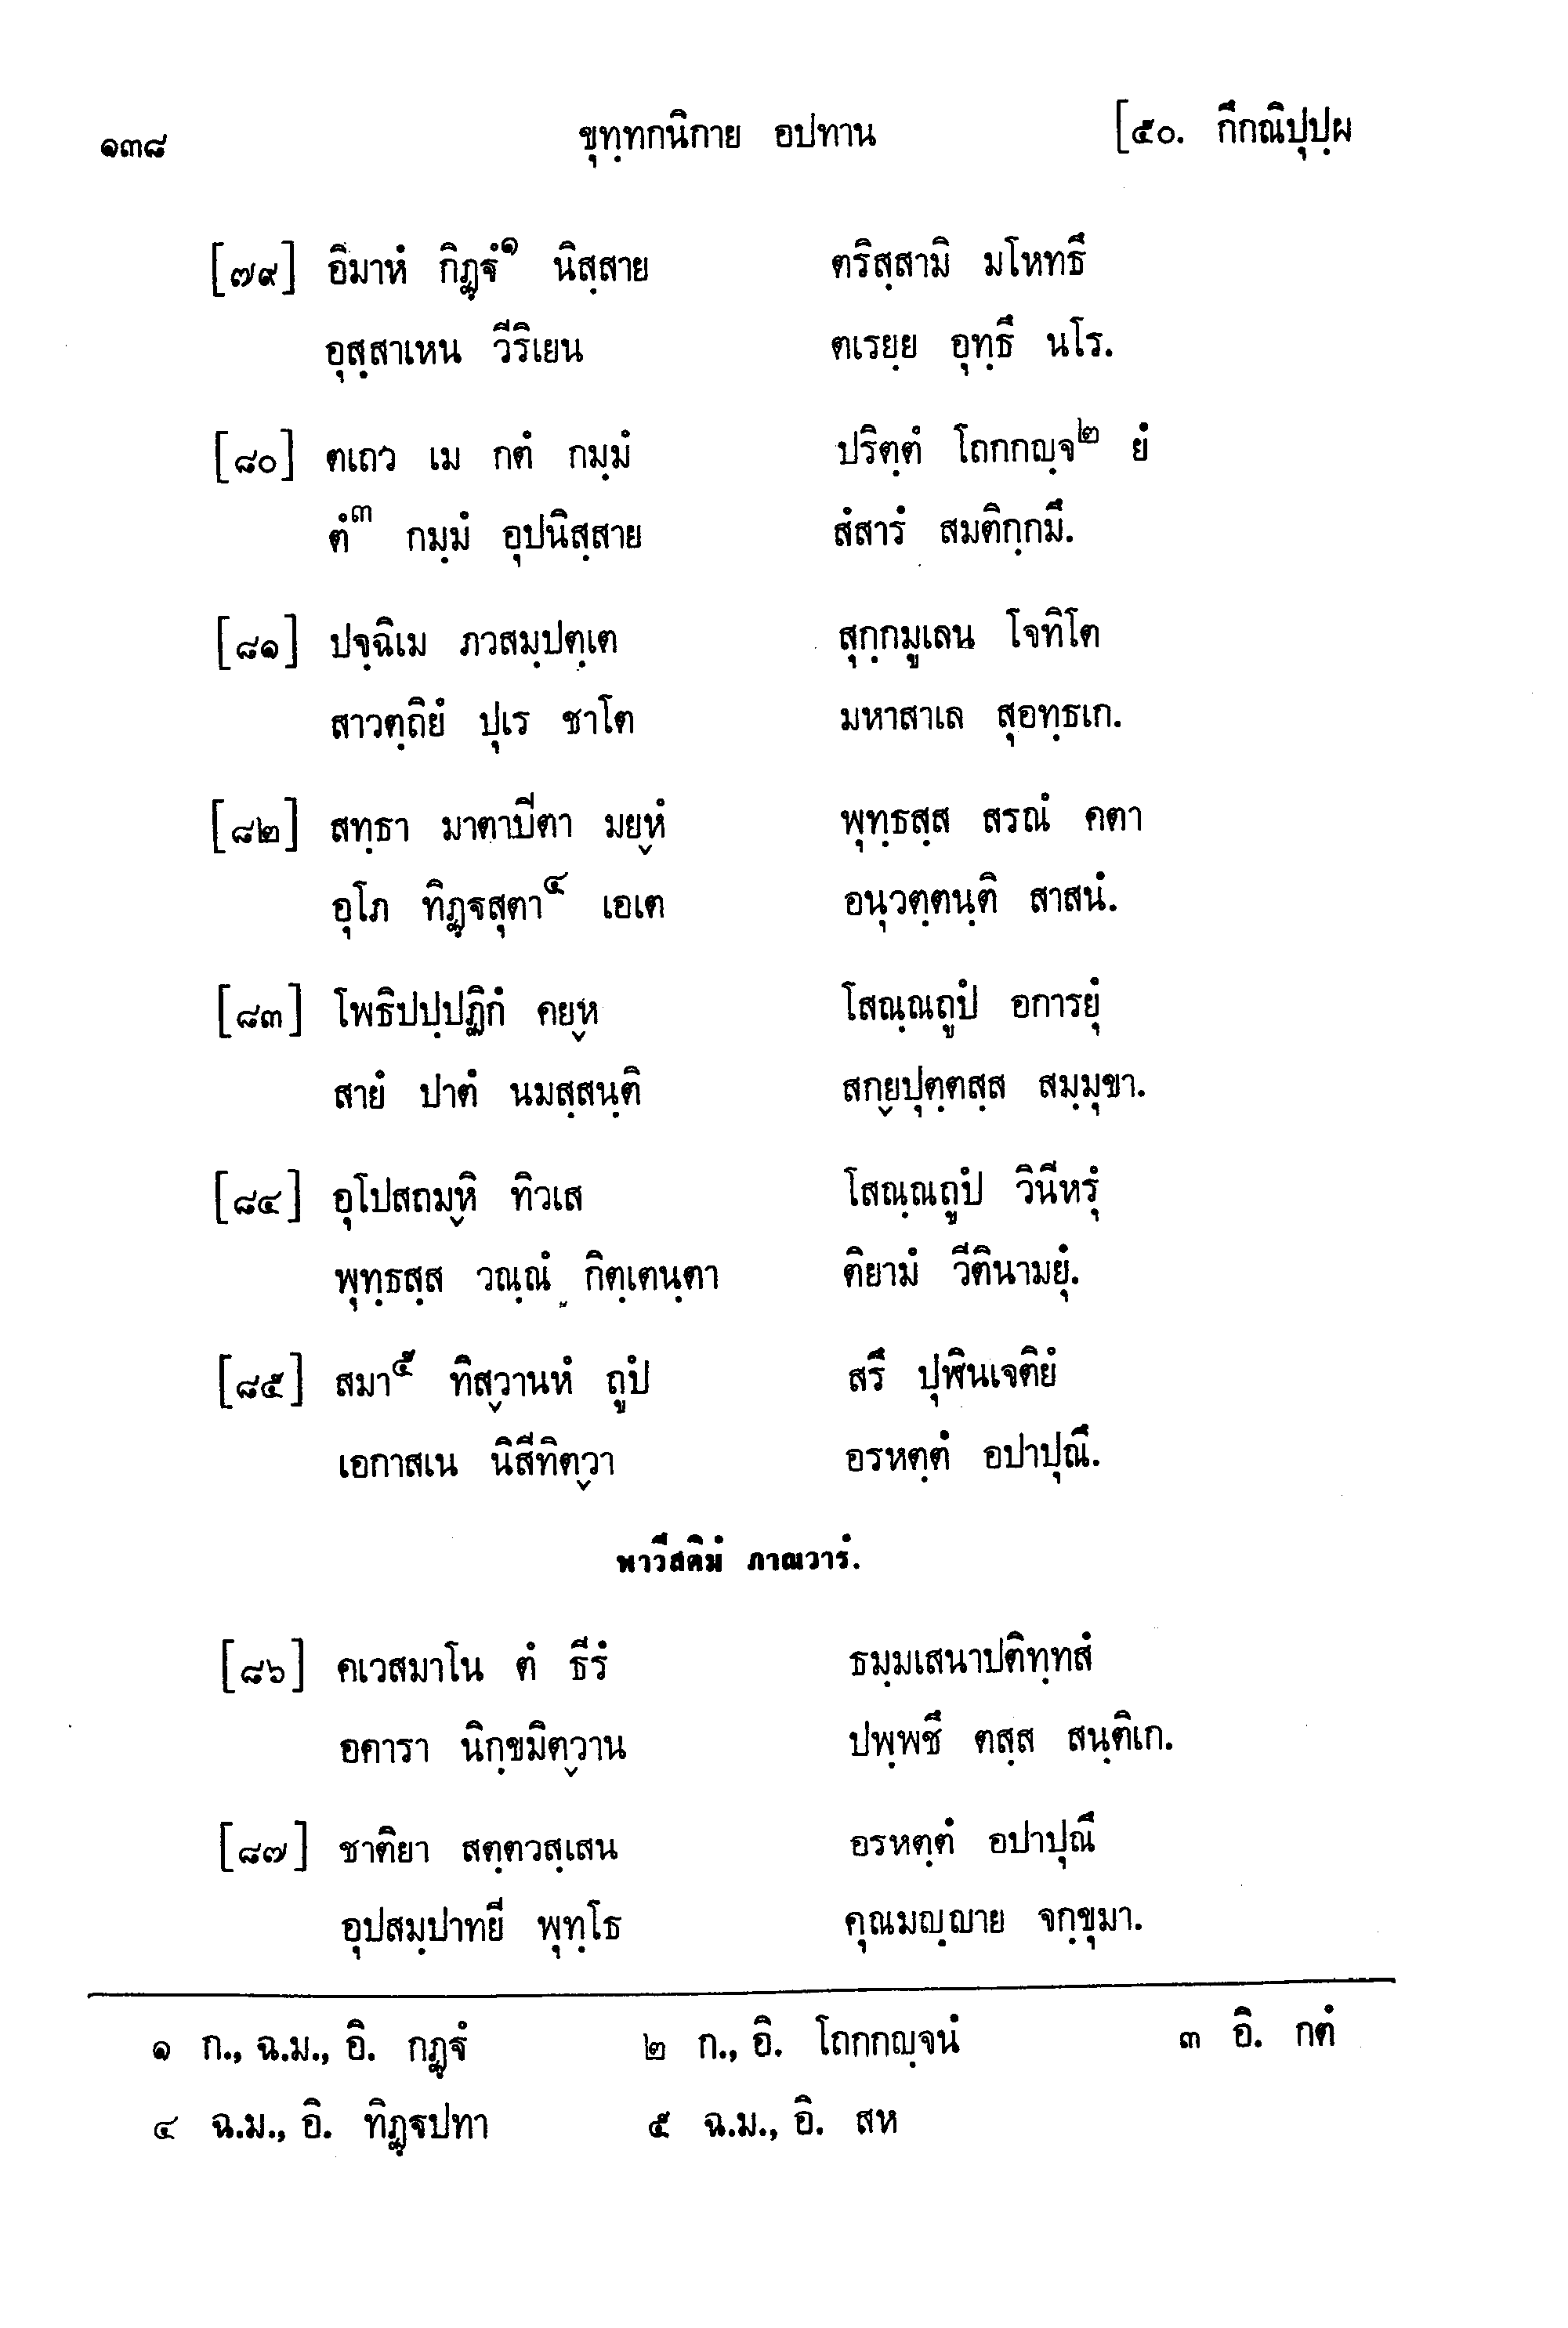 ๑๓๘ ขุทฺทกนิกาย อปทาน [๕๐. กึกณิปุปฺผ
[๗๙] อิมาหํ กิฏฺฐํ๑ นิสฺสาย ตริสฺสามิ มโหทธึ
อุสฺสาเหน วีริเยน ตเรยฺย อุทฺธึ นโร.
[๘๐] ตเถว เม กตํ กมฺมํ ปริตฺตํ โถกกญฺจ๒ ยํ
ตํ๓ กมฺมํ อุปนิสฺสาย สํสารํ สมติกฺกมึ.
[๘๑] ปจฺฉิเม ภวสมฺปตฺเต สุกฺกมูเลน โจทิโต
สาวตฺถิยํ ปุเร ชาโต มหาสาเล สุอทฺธเก.
[๘๒] สทฺธา มาตาปีตา มยฺหํ พุทฺธสฺส สรณํ คตา
อุโภ ทิฏฺฐสุตา๔ เอเต อนุวตฺตนฺติ สาสนํ.
[๘๓] โพธิปปฺปฏิกํ คยฺห โสณฺณถูปํ อการยุํ
สายํ ปาตํ นมสฺสนฺติ สกฺยปุตฺตสฺส สมฺมุขา.
[๘๔] อุโปสถมฺหิ ทิวเส โสณฺณถูปํ วินีหรุํ
พุทฺธสฺส วณฺณํ กิตฺเตนฺตา ติยามํ วีตินามยุํ.
[๘๕] สมา๕ ทิสฺวานหํ ถูปํ สรึ ปุฬินเจติยํ
เอกาสเน นิสีทิตฺวา อรหตฺตํ อปาปุณึ.
พาวีสติมํ ภาณวารํ.
[๘๖] คเวสมาโน ตํ ธีรํ ธมฺมเสนาปติทฺทสํ
อคารา นิกฺขมิตฺวาน ปพฺพชึ ตสฺส สนฺติเก.
[๘๗] ชาติยา สตฺตวสฺเสน อรหตฺตํ อปาปุณึ
อุปสมฺปาทยี พุทฺโธ คุณมญฺญาย จกฺขุมา.
๑ ก., ฉ.ม., อิ. กฏฺฐํ ๒ ก., อิ. โถกกญฺจนํ ๓ อิ. กตํ
๔ ฉ.ม., อิ. ทิฏฺฐปทา ๕ ฉ.ม., อิ. สห